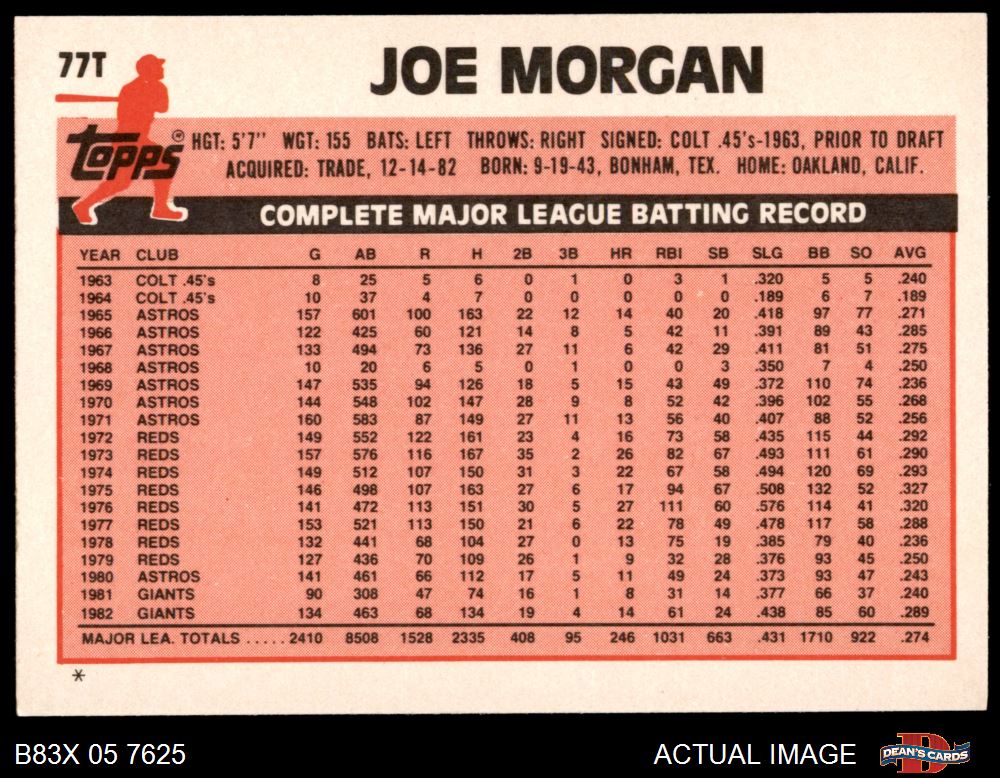 77T
JOE MORGAN
topps® HGT: 5'7" WGT: 155 BATS: LEFT THROWS: RIGHT SIGNED: COLT .45's-1963, PRIOR TO DRAFT
ACQUIRED: TRADE, 12-14-82 BORN: 9-19-43, BONHAM, TEX. HOME: OAKLAND, CALIF.
COMPLETE MAJOR LEAGUE BATTING RECORD
YEAR CLUB G AB R H 2B 3B HR RBI SB SLG BB SO AVG
1963 COLT .45's 8 25 5 6 0 1 0 3 1 .320 5 5 .240
1964 COLT .45's 10 37 4 7 0 0 0 0 0 .189 6 7 .189
1965 ASTROS 157 601 100 163 22 12 14 40 20 .418 97 77 .271
1966 ASTROS 122 425 60 121 14 8 5 42 11 .391 89 43 .285
1967 ASTROS 133 494 73 136 27 11 6 42 29 .411 81 51 .275
1968 ASTROS 10 20 6 5 0 1 0 0 3 .350 7 4 .250
1969 ASTROS 147 535 94 126 18 5 15 43 49 .372 110 74 .236
1970 ASTROS 144 548 102 147 28 9 8 52 42 .396 102 55 .268
1971 ASTROS 160 583 87 149 27 11 13 56 40 .407 88 52 .256
1972 REDS 149 552 122 161 23 4 16 73 58 .435 115 44 .292
1973 REDS 157 576 116 167 35 2 26 82 67 .493 111 61 .290
1974 REDS 149 512 107 150 31 3 22 67 58 .494 120 69 .293
1975 REDS 146 498 107 163 27 6 17 94 67 .508 132 52 .327
1976 REDS 141 472 113 151 30 5 27 111 60 .576 114 41 .320
1977 REDS 153 521 113 150 21 6 22 78 49 .478 117 58 .288
1978 REDS 132 441 68 104 27 0 13 75 19 .385 79 40 .236
1979 REDS 127 436 70 109 26 1 9 32 28 .376 93 45 .250
1980 ASTROS 141 461 66 112 17 5 11 49 24 .373 93 47 .243
1981 GIANTS 90 308 47 74 16 1 8 31 14 .377 66 37 .240
1982 GIANTS 134 463 68 134 19 4 14 61 24 .438 85 60 .289
MAJOR LEA. TOTALS ..... 2410 8508 1528 2335 408 95 246 1031 663 .431 1710 922 .274
*
B83X 05 7625 ACTUAL IMAGE DEAN'S CARDS